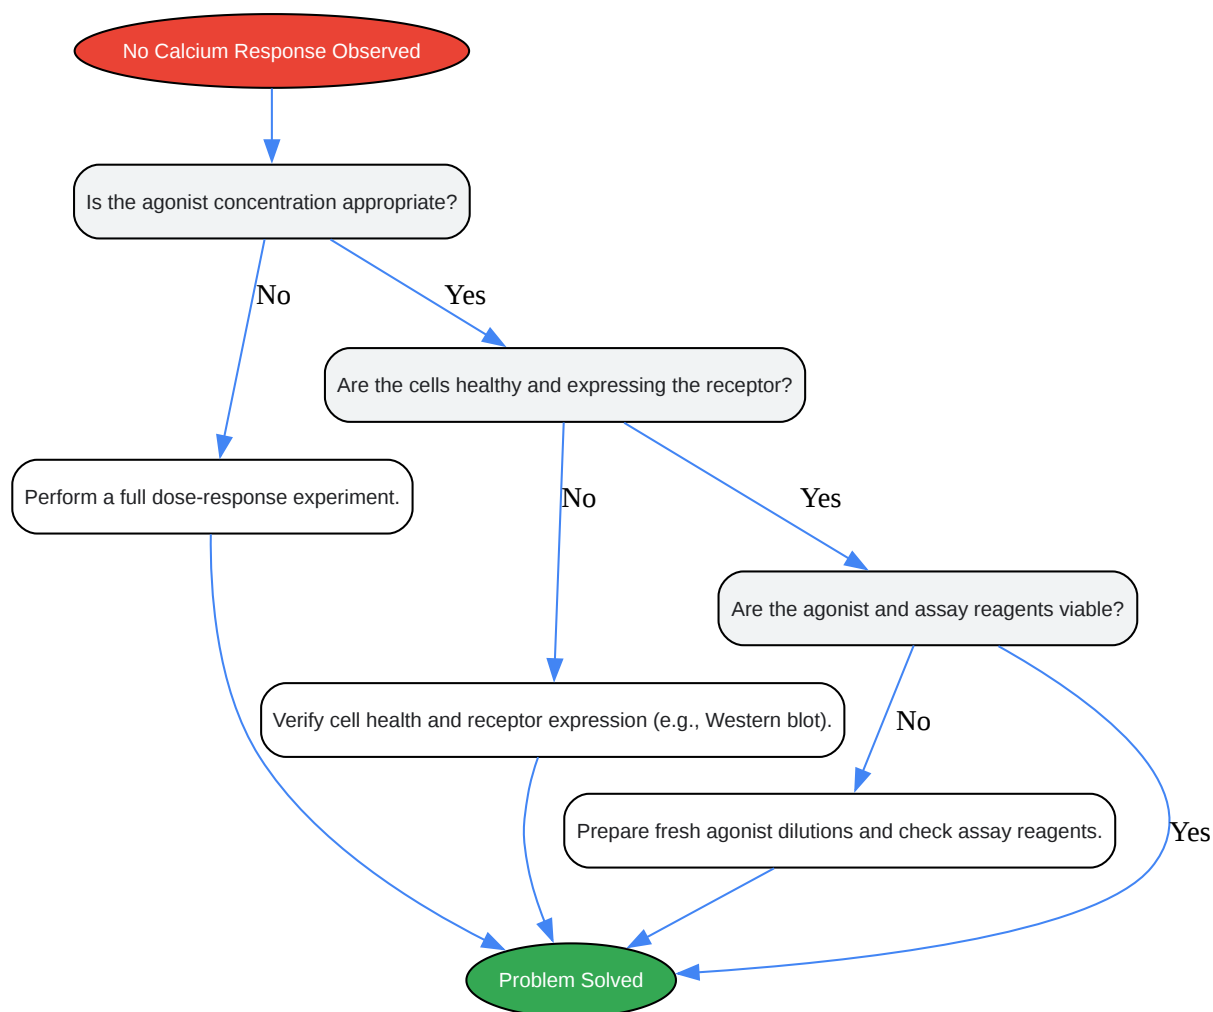 No Calcium Response Observed
Is the agonist concentration appropriate?
No
Yes
Are the cells healthy and expressing the receptor?
Perform a full dose-response experiment.
No
Yes
Are the agonist and assay reagents viable?
Verify cell health and receptor expression (e.g., Western blot).
No
Prepare fresh agonist dilutions and check assay reagents.
Yes
Problem Solved